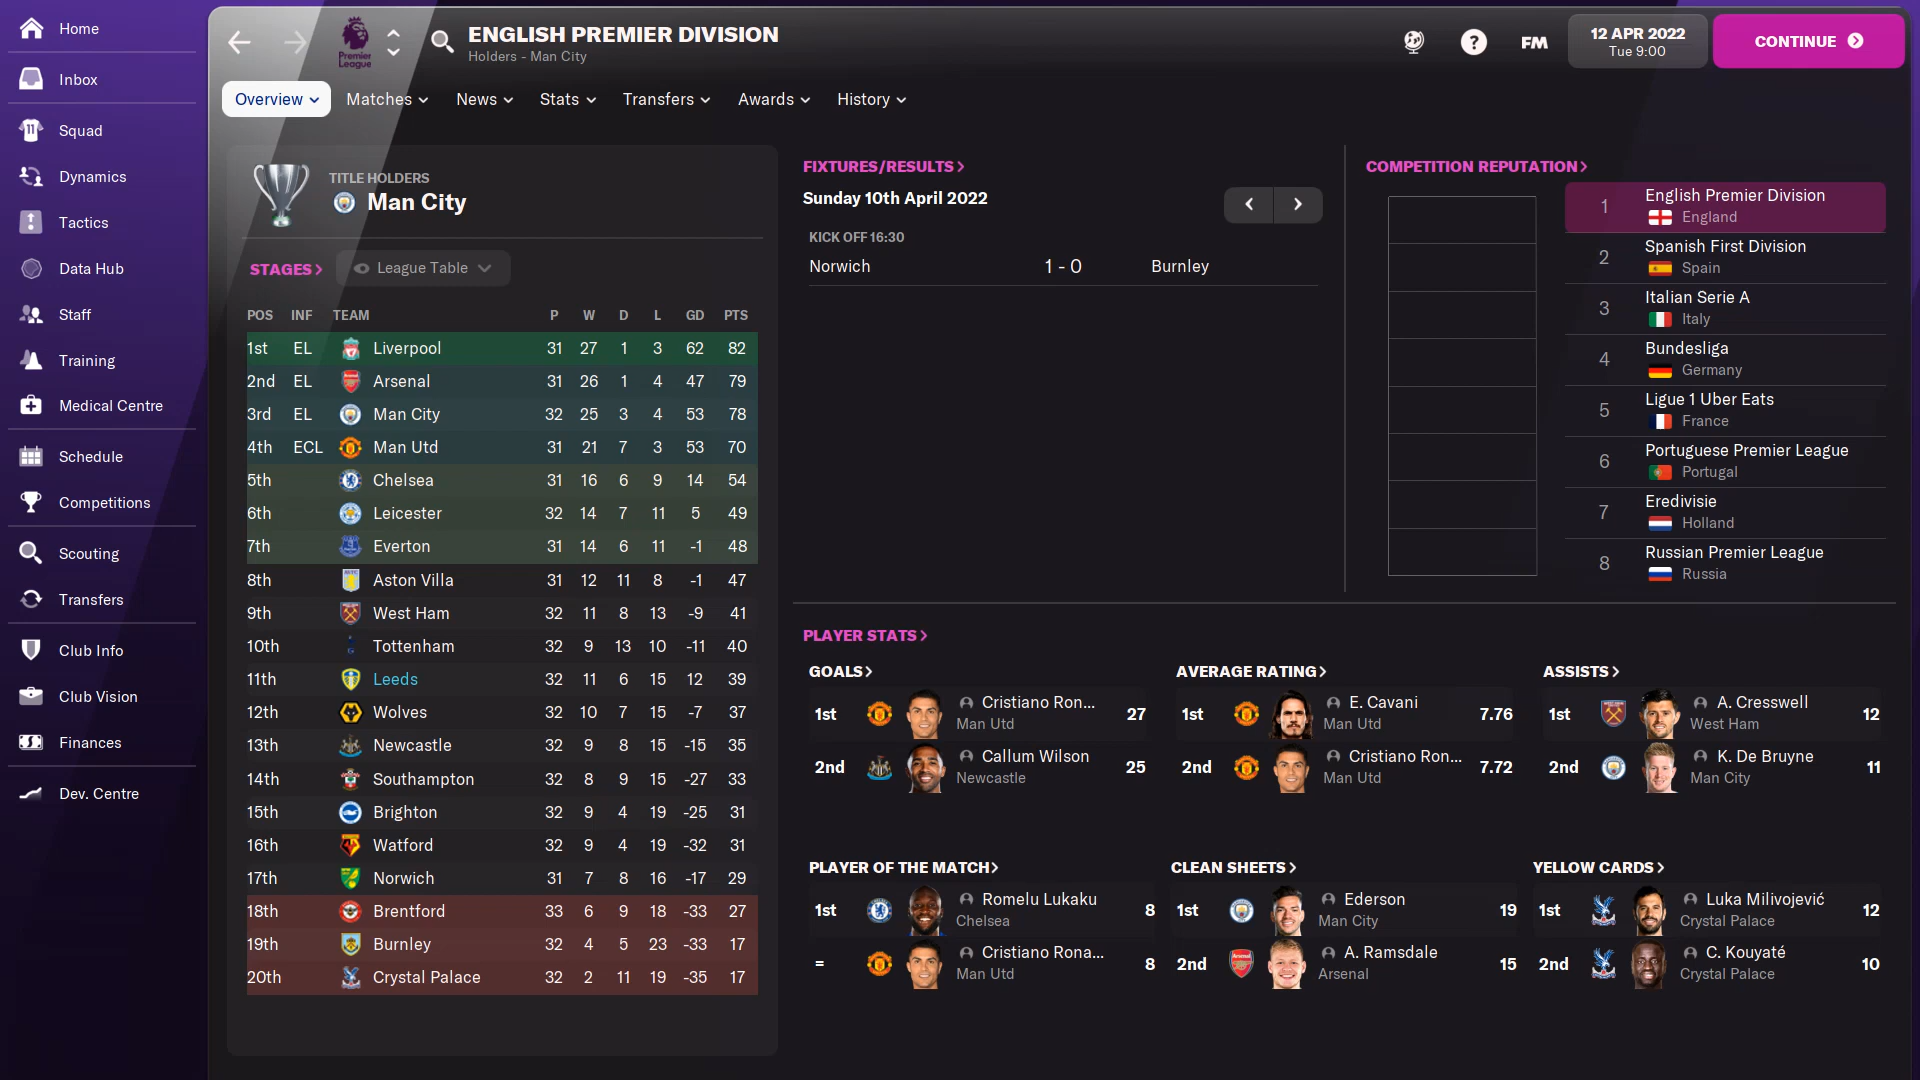 Home
Inbox
Squad
Dynamics
Tactics
Data Hub
Staff
Training
Medical Centre
Schedule
Competitions
Scouting
Transfers
Club Info
Club Vision
Finances
Dev. Centre
Premier League
ENGLISH PREMIER DIVISION
Holders - Man City
FM
12 APR 2022
Tue 9:00
CONTINUE
Overview Matches News Stats Transfers Awards History
TITLE HOLDERS
Man City
STAGES League Table
POS INF TEAM P W D L GD PTS
1st EL Liverpool 31 27 1 3 62 82
2nd EL Arsenal 31 26 1 4 47 79
3rd EL Man City 32 25 3 4 53 78
4th ECL Man Utd 31 21 7 3 53 70
5th Chelsea 31 16 6 9 14 54
6th Leicester 32 14 7 11 5 49
7th Everton 31 14 6 11 -1 48
8th Aston Villa 31 12 11 8 -1 47
9th West Ham 32 11 8 13 -9 41
10th Tottenham 32 9 13 10 -11 40
11th Leeds 32 11 6 15 12 39
12th Wolves 32 10 7 15 -7 37
13th Newcastle 32 9 8 15 -15 35
14th Southampton 32 8 9 15 -27 33
15th Brighton 32 9 4 19 -25 31
16th Watford 32 9 4 19 -32 31
17th Norwich 31 7 8 16 -17 29
18th Brentford 33 6 9 18 -33 27
19th Burnley 32 4 5 23 -33 17
20th Crystal Palace 32 2 11 19 -35 17
FIXTURES/RESULTS
Sunday 10th April 2022
KICK OFF 16:30
Norwich 1 - 0 Burnley
COMPETITION REPUTATION
1 English Premier Division
England
2 Spanish First Division
Spain
3 Italian Serie A
Italy
4 Bundesliga
Germany
5 Ligue 1 Uber Eats
France
6 Portuguese Premier League
Portugal
7 Eredivisie
Holland
8 Russian Premier League
Russia
PLAYER STATS
GOALS
1st Cristiano Ron... 27
Man Utd
2nd Callum Wilson 25
Newcastle
AVERAGE RATING
1st E. Cavani 7.76
Man Utd
2nd Cristiano Ron... 7.72
Man Utd
ASSISTS
1st A. Cresswell 12
West Ham
2nd K. De Bruyne 11
Man City
PLAYER OF THE MATCH
1st Romelu Lukaku 8
Chelsea
= Cristiano Rona... 8
Man Utd
CLEAN SHEETS
1st Ederson 19
Man City
2nd A. Ramsdale 15
Arsenal
YELLOW CARDS
1st Luka Milivojević 12
Crystal Palace
2nd C. Kouyaté 10
Crystal Palace